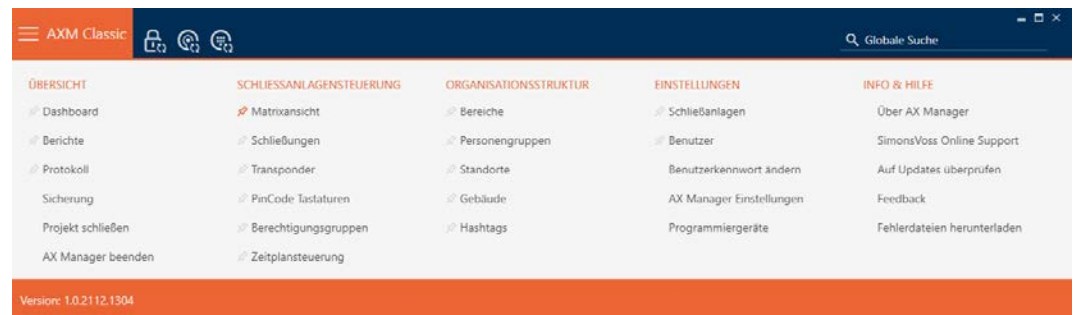 AXM Classic
Globale Suche
ÜBERSICHT SCHLIESSANLAGENSTEUERUNG ORGANISATIONSSTRUKTUR EINSTELLUNGEN INFO & HILFE
Dashboard Matrixansicht Bereiche Schließanlagen Über AX Manager
Berichte Schließungen Personengruppen Benutzer SimonsVoss Online Support
Protokoll Transponder Standorte Benutzerkennwort ändern Auf Updates überprüfen
Sicherung PinCode Tastaturen Gebäude AX Manager Einstellungen Feedback
Projekt schließen Berechtigungsgruppen Hashtags Programmiergeräte Fehlerdateien herunterladen
AX Manager beenden Zeitplansteuerung
Version: 1.0.2112.1304